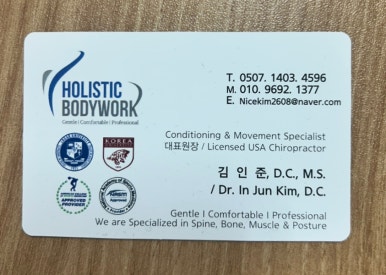 HOLISTIC
BODYWORK
Gentle | Comfortable | Professional
KOREA
APPROVED
PROVIDER
Approved
T. 0507. 1403. 4596
M. 010. 9692. 1377
E. Nicekim2608@naver.com
Conditioning & Movement Specialist
대표원장 / Licensed USA Chiropractor
김 인 준, D.C, M.S.
/ Dr. In Jun Kim, D.C.
Gentle I Comfortable I Professional
We are Specialized in Spine, Bone, Muscle & Posture